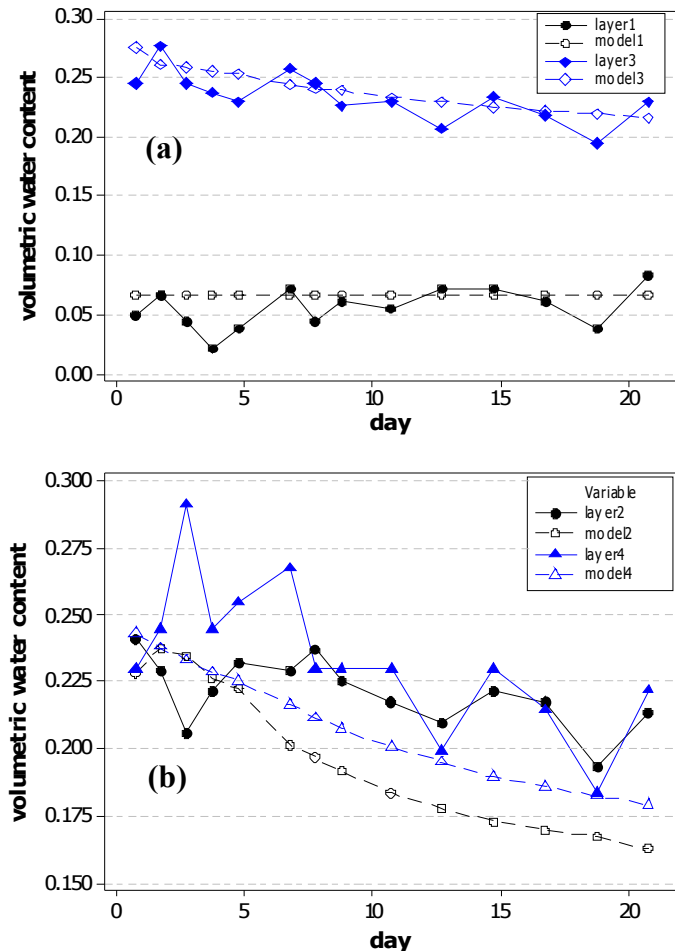 0.30
0.25
0.20
0.15
0.10
0.05
0.00
volumetric water content
layer1
model1
layer3
model3
(a)
0 5 10 15 20
day
0.300
0.275
0.250
0.225
0.200
0.175
0.150
volumetric water content
Variable
layer2
model2
layer4
model4
(b)
0 5 10 15 20
day